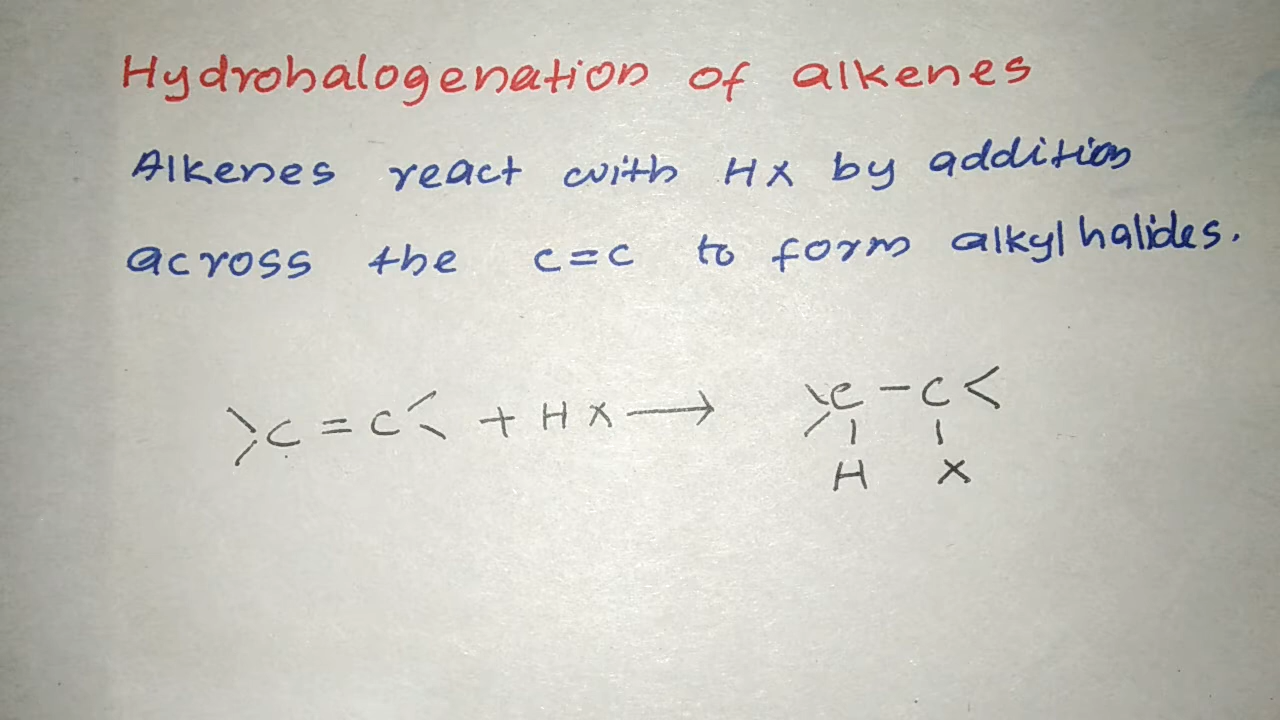 Hydrohalogenation of alkenes
Alkenes react with HX by addition
across the c=c to form alkyl halides.
>C=C< + HX ⟶ >C-C<
H X